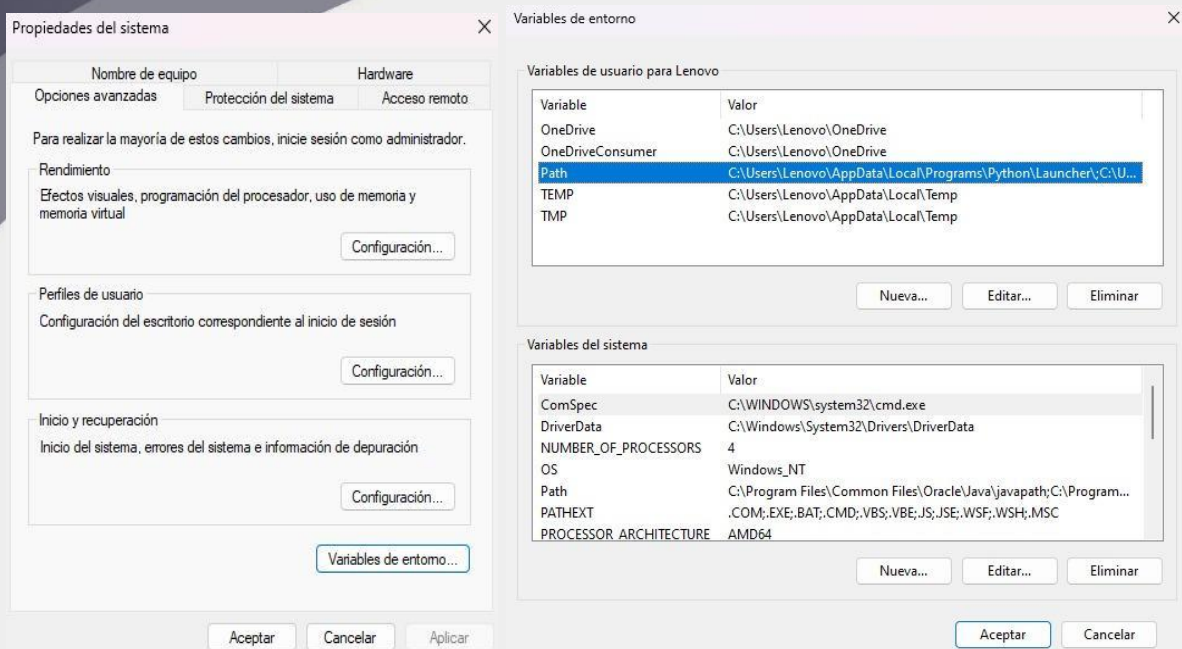 Propiedades del sistema
Nombre de equipo
Hardware
Opciones avanzadas
Protección del sistema
Acceso remoto
Para realizar la mayoría de estos cambios, inicie sesión como administrador.
Rendimiento
Efectos visuales, programación del procesador, uso de memoria y
memoria virtual
Configuración...
Perfiles de usuario
Configuración del escritorio correspondiente al inicio de sesión
Configuración...
Inicio y recuperación
Inicio del sistema, errores del sistema e información de depuración
Configuración...
Variables de entorno...
Aceptar
Cancelar
Aplicar
Variables de entorno
Variables de usuario para Lenovo
Variable Valor
OneDrive C:\Users\Lenovo\OneDrive
OneDriveConsumer C:\Users\Lenovo\OneDrive
Path C:\Users\Lenovo\AppData\Local\Programs\Python\Launcher\;C:\U...
TEMP C:\Users\Lenovo\AppData\Local\Temp
TMP C:\Users\Lenovo\AppData\Local\Temp
Nueva...
Editar...
Eliminar
Variables del sistema
Variable Valor
ComSpec C:\WINDOWS\system32\cmd.exe
DriverData C:\Windows\System32\Drivers\DriverData
NUMBER_OF_PROCESSORS 4
OS Windows_NT
Path C:\Program Files\Common Files\Oracle\Java\javapath;C:\Program...
PATHEXT .COM;.EXE;.BAT;.CMD;.VBS;.VBE;.JS;.JSE;.WSF;.WSH;.MSC
PROCESSOR_ARCHITECTURE AMD64
Nueva...
Editar...
Eliminar
Aceptar
Cancelar